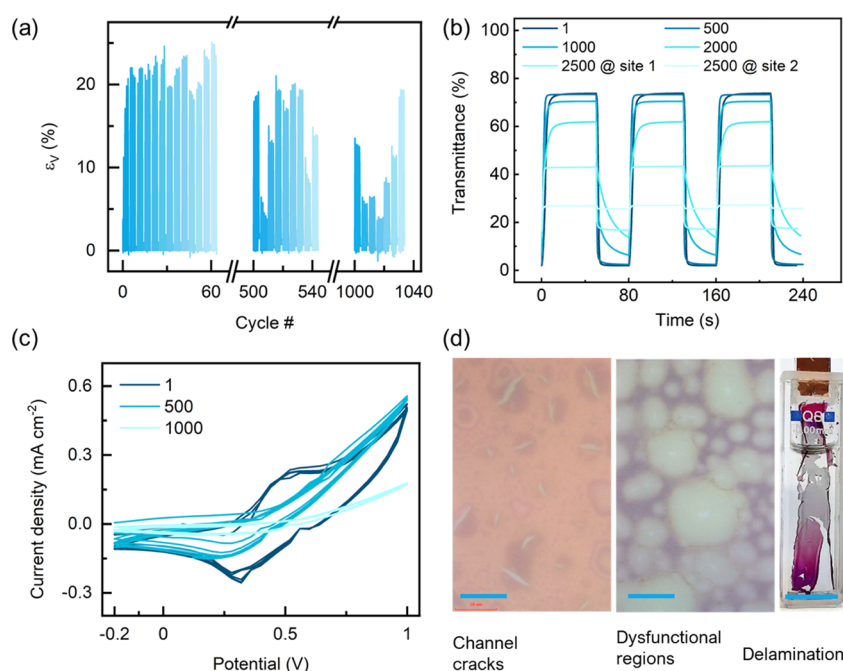 (a)
εV (%)
20
10
0
0
60
500
540
1000
1040
Cycle #
(b)
1
500
1000
2000
2500 @ site 1
2500 @ site 2
Transmittance (%)
100
80
60
40
20
0
0
80
160
240
Time (s)
(c)
1
500
1000
Current density (mA cm⁻²)
0.6
0.3
0.0
-0.3
-0.2
0
0.5
1
Potential (V)
(d)
Q8
Channel
cracks
Dysfunctional
regions
Delamination